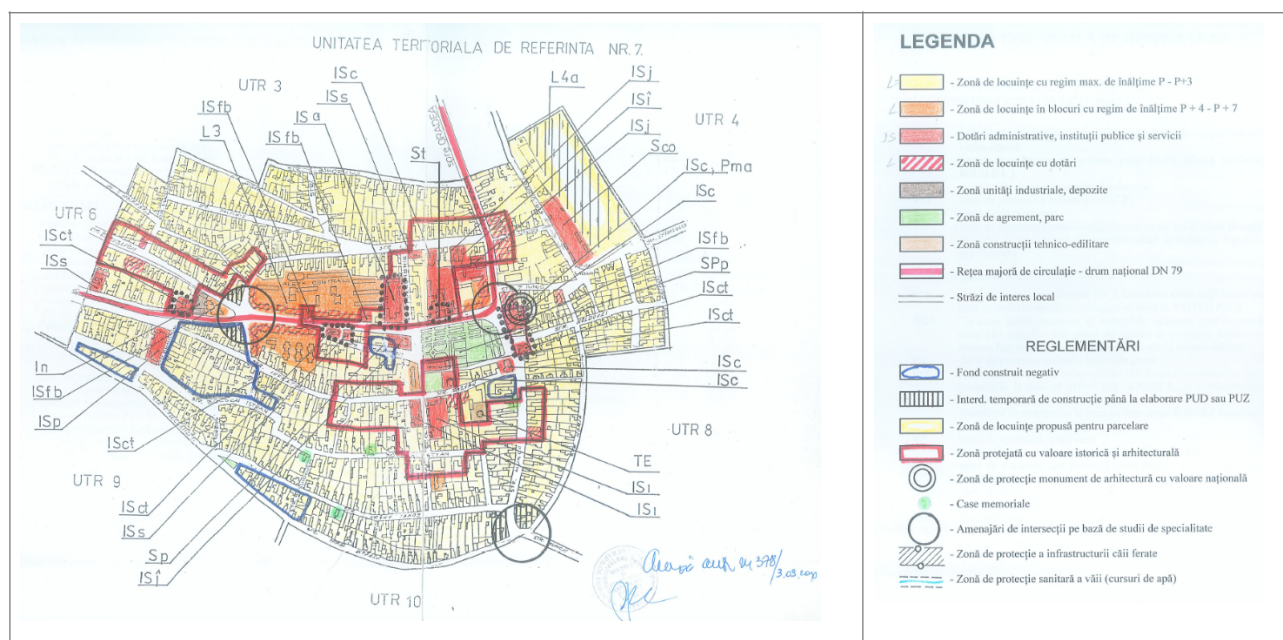 UNITATEA TERITORIALA DE REFERINTA NR. 7.
ISc
ISs
UTR 3
ISa
ISfb
ISfb
L3
St
L4a
ISj
ISî
ISj
UTR 4
Sco
ISc, Pma
ISc
ISfb
SPp
ISct
ISct
UTR 6
ISct
ISs
In
ISfb
ISp
ISct
UTR 9
ISct
ISs
Sp
ISî
UTR 10
ISc
ISc
UTR 8
TE
ISı
ISı
LEGENDA
- Zonă de locuințe cu regim max. de înălțime P - P+3
- Zonă de locuințe în blocuri cu regim de înălțime P + 4 - P + 7
- Dotări administrative, instituții publice și servicii
- Zonă de locuințe cu dotări
- Zonă unități industriale, depozite
- Zonă de agrement, parc
- Zonă construcții tehnico-edilitare
- Rețea majoră de circulație - drum național DN 79
- Străzi de interes local
REGLEMENTĂRI
- Fond construit negativ
- Interd. temporară de construcție până la elaborare PUD sau PUZ
- Zonă de locuințe propusă pentru parcelare
- Zonă protejată cu valoare istorică și arhitecturală
- Zonă de protecție monument de arhitectură cu valoare națională
- Case memoriale
- Amenajări de intersecții pe bază de studii de specialitate
- Zonă de protecție a infrastructurii căii ferate
- Zonă de protecție sanitară a văii (cursuri de apă)